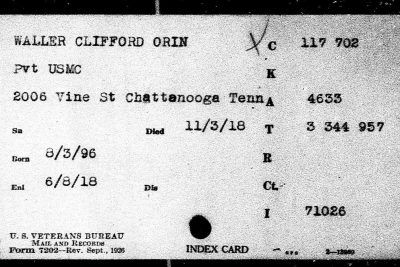 WALLER CLIFFORD ORIN X C 117 702
Pvt USMC K
2006 Vine St Chattanooga Tenn A 4633
Sn Died 11/3/18 T 3 344 957
Born 8/3/96 R
Enl 6/8/18 Dis Ct.
I 71026
U. S. VETERANS BUREAU
MAIL AND RECORDS
Form 7202—Rev. Sept., 1926 INDEX CARD